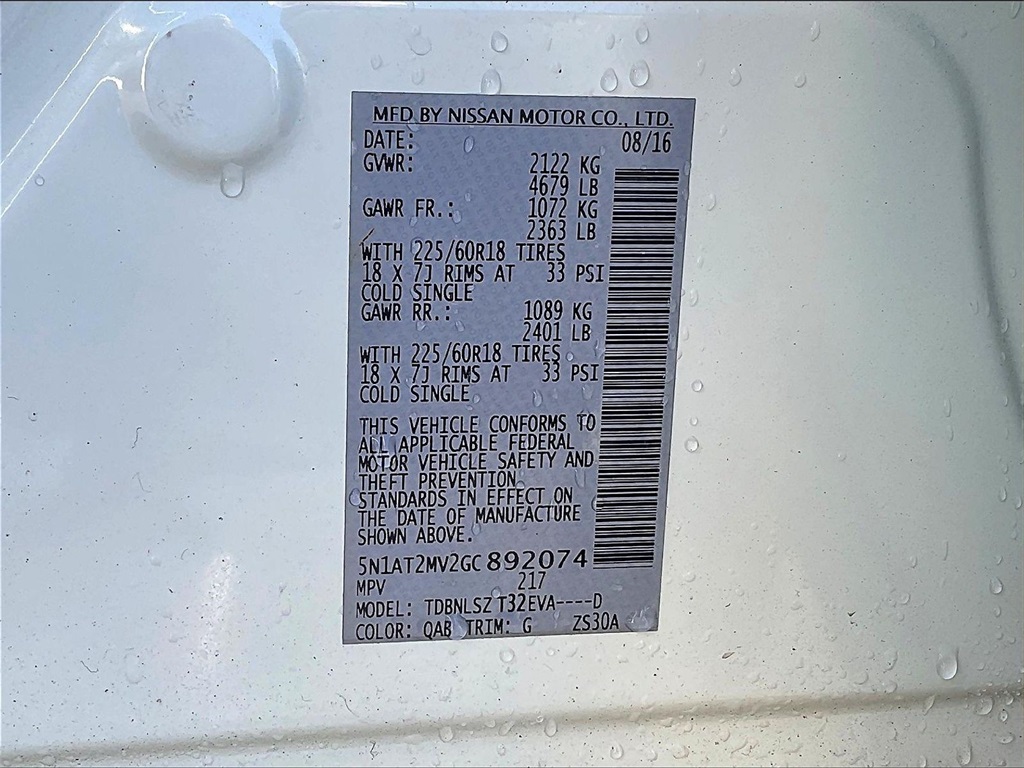 MFD BY NISSAN MOTOR CO., LTD.
DATE: 08/16
GVWR: 2122 KG
4679 LB
GAWR FR.: 1072 KG
2363 LB
WITH 225/60R18 TIRES
18 X 7J RIMS AT 33 PSI
COLD SINGLE
GAWR RR.: 1089 KG
2401 LB
WITH 225/60R18 TIRES
18 X 7J RIMS AT 33 PSI
COLD SINGLE
THIS VEHICLE CONFORMS TO
ALL APPLICABLE FEDERAL
MOTOR VEHICLE SAFETY AND
THEFT PREVENTION
STANDARDS IN EFFECT ON
THE DATE OF MANUFACTURE
SHOWN ABOVE.
5N1AT2MV2GC892074
MPV 217
MODEL: TDBNLSZ T32EVA----D
COLOR: QAB TRIM: G ZS30A